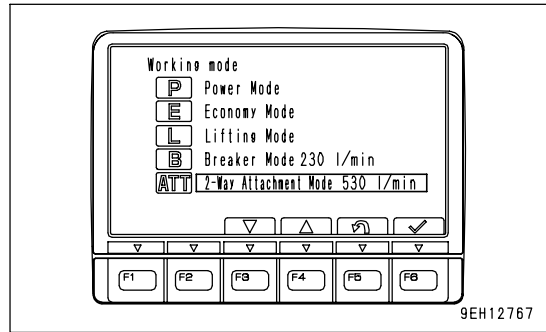 Working mode
P Power Mode
E Economy Mode
L Lifting Mode
B Breaker Mode 230 l/min
ATT 2-Way Attachment Mode 530 l/min
F1 F2 F3 F4 F5 F6
9EH12767